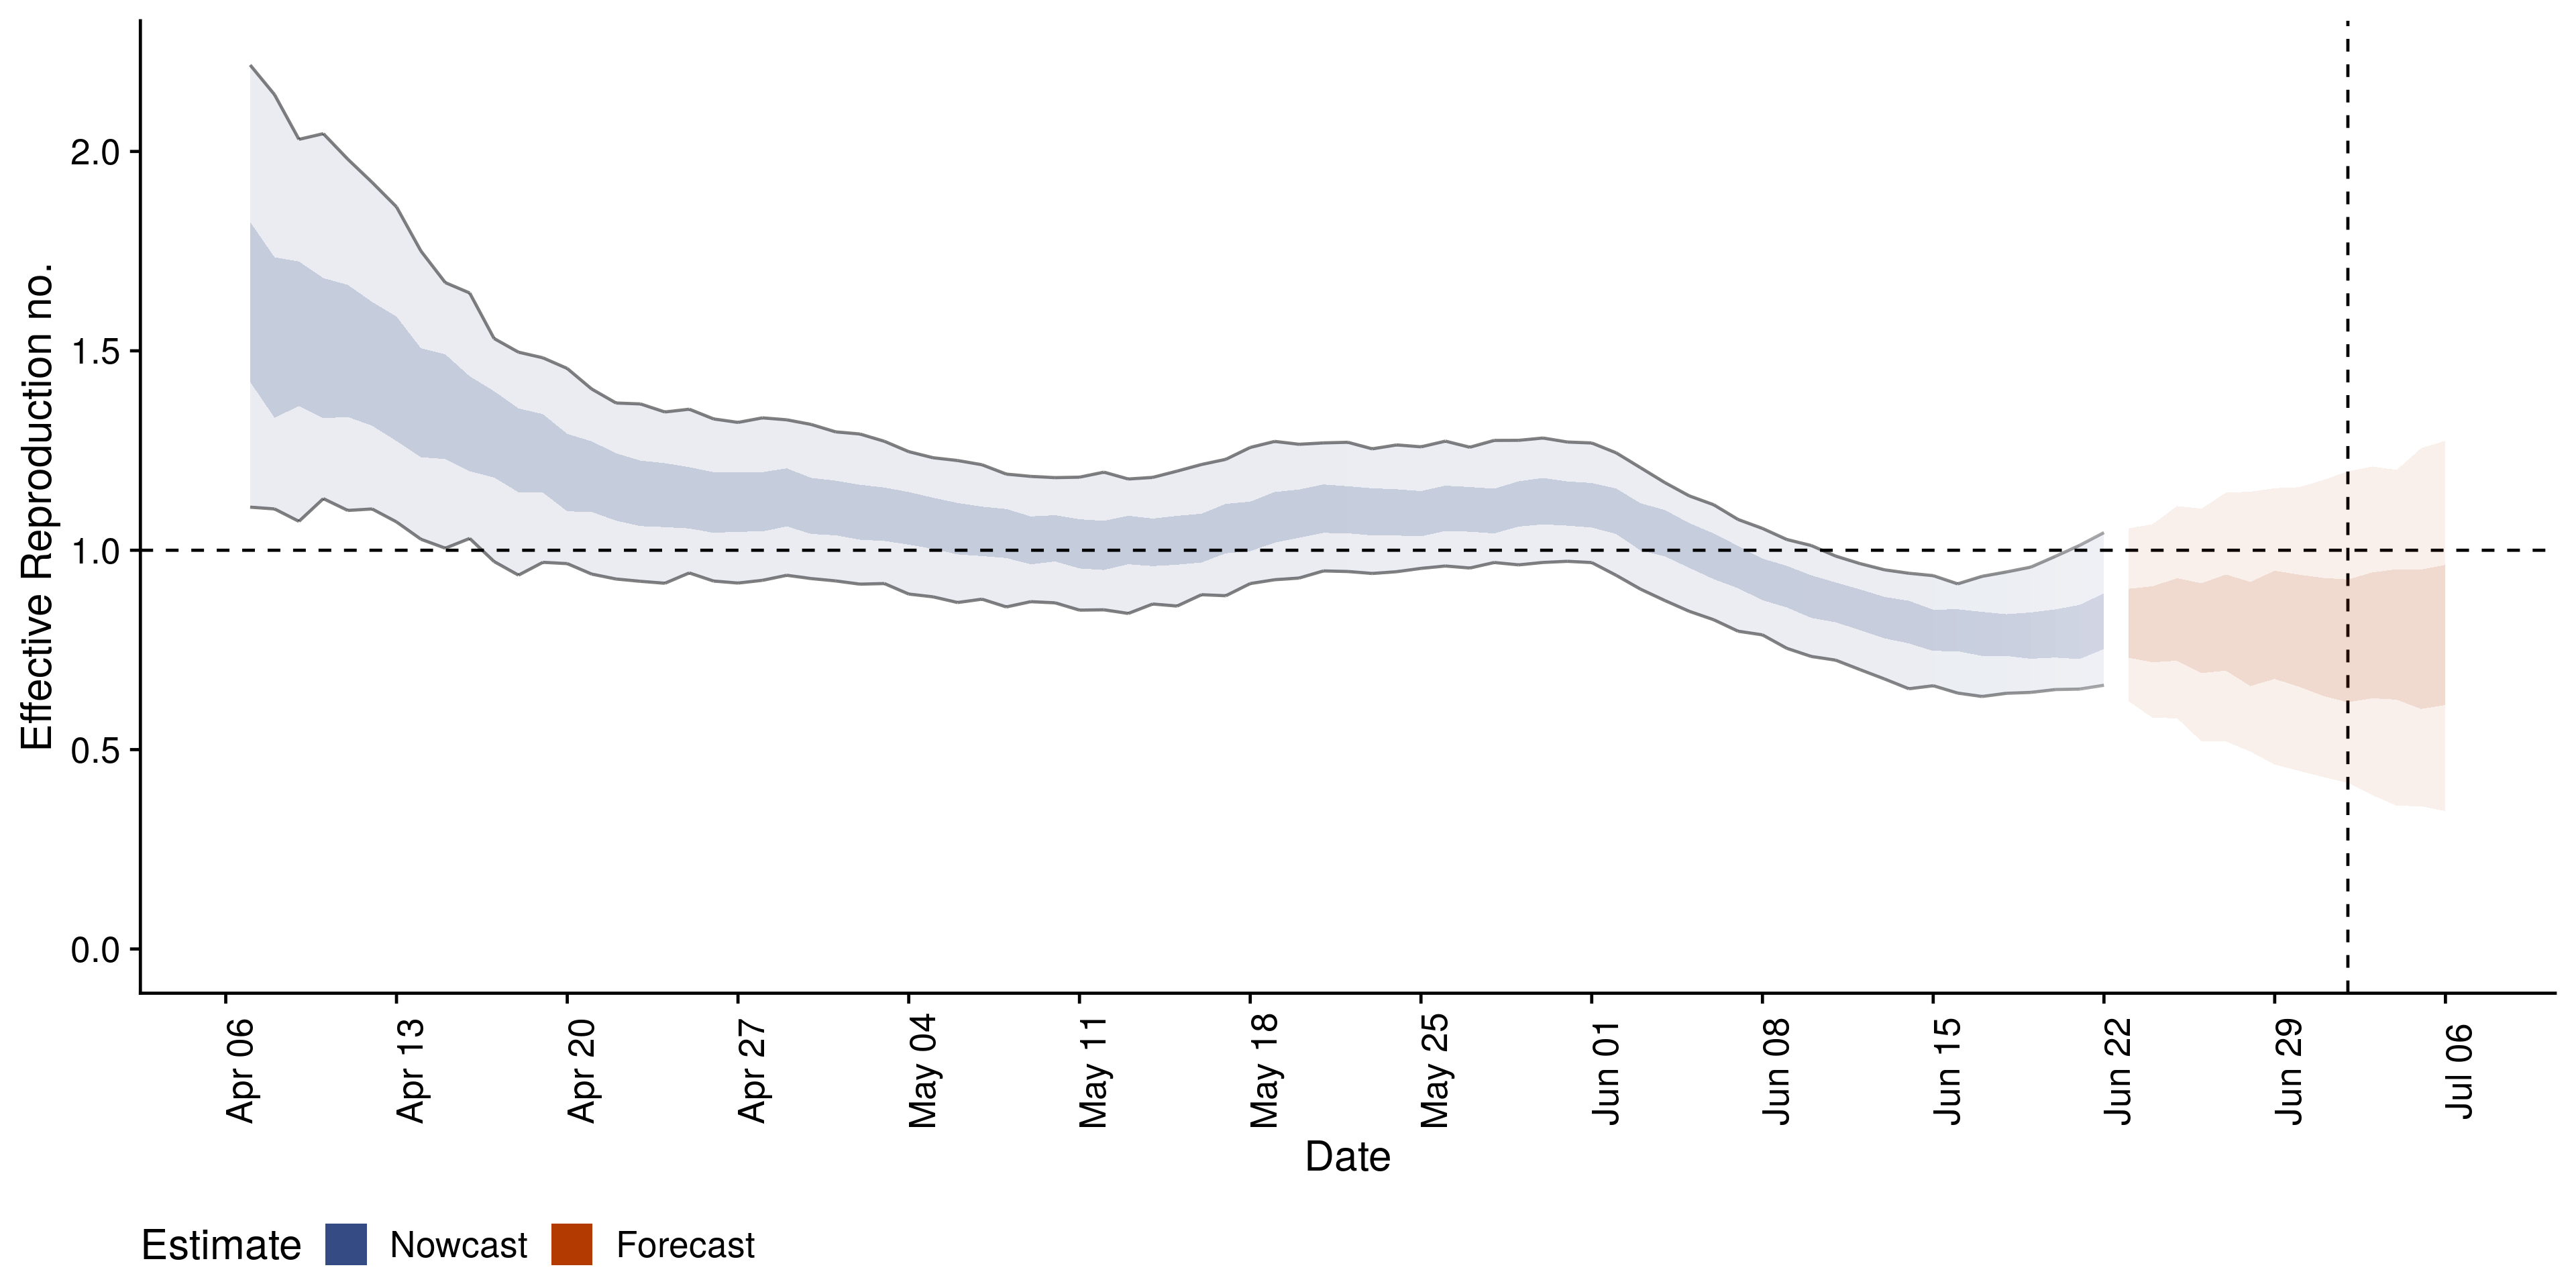 Effective Reproduction no.
2.0
1.5
1.0
0.5
0.0
Apr 06
Apr 13
Apr 20
Apr 27
May 04
May 11
May 18
May 25
Jun 01
Jun 08
Jun 15
Jun 22
Jun 29
Jul 06
Date
Estimate Nowcast Forecast